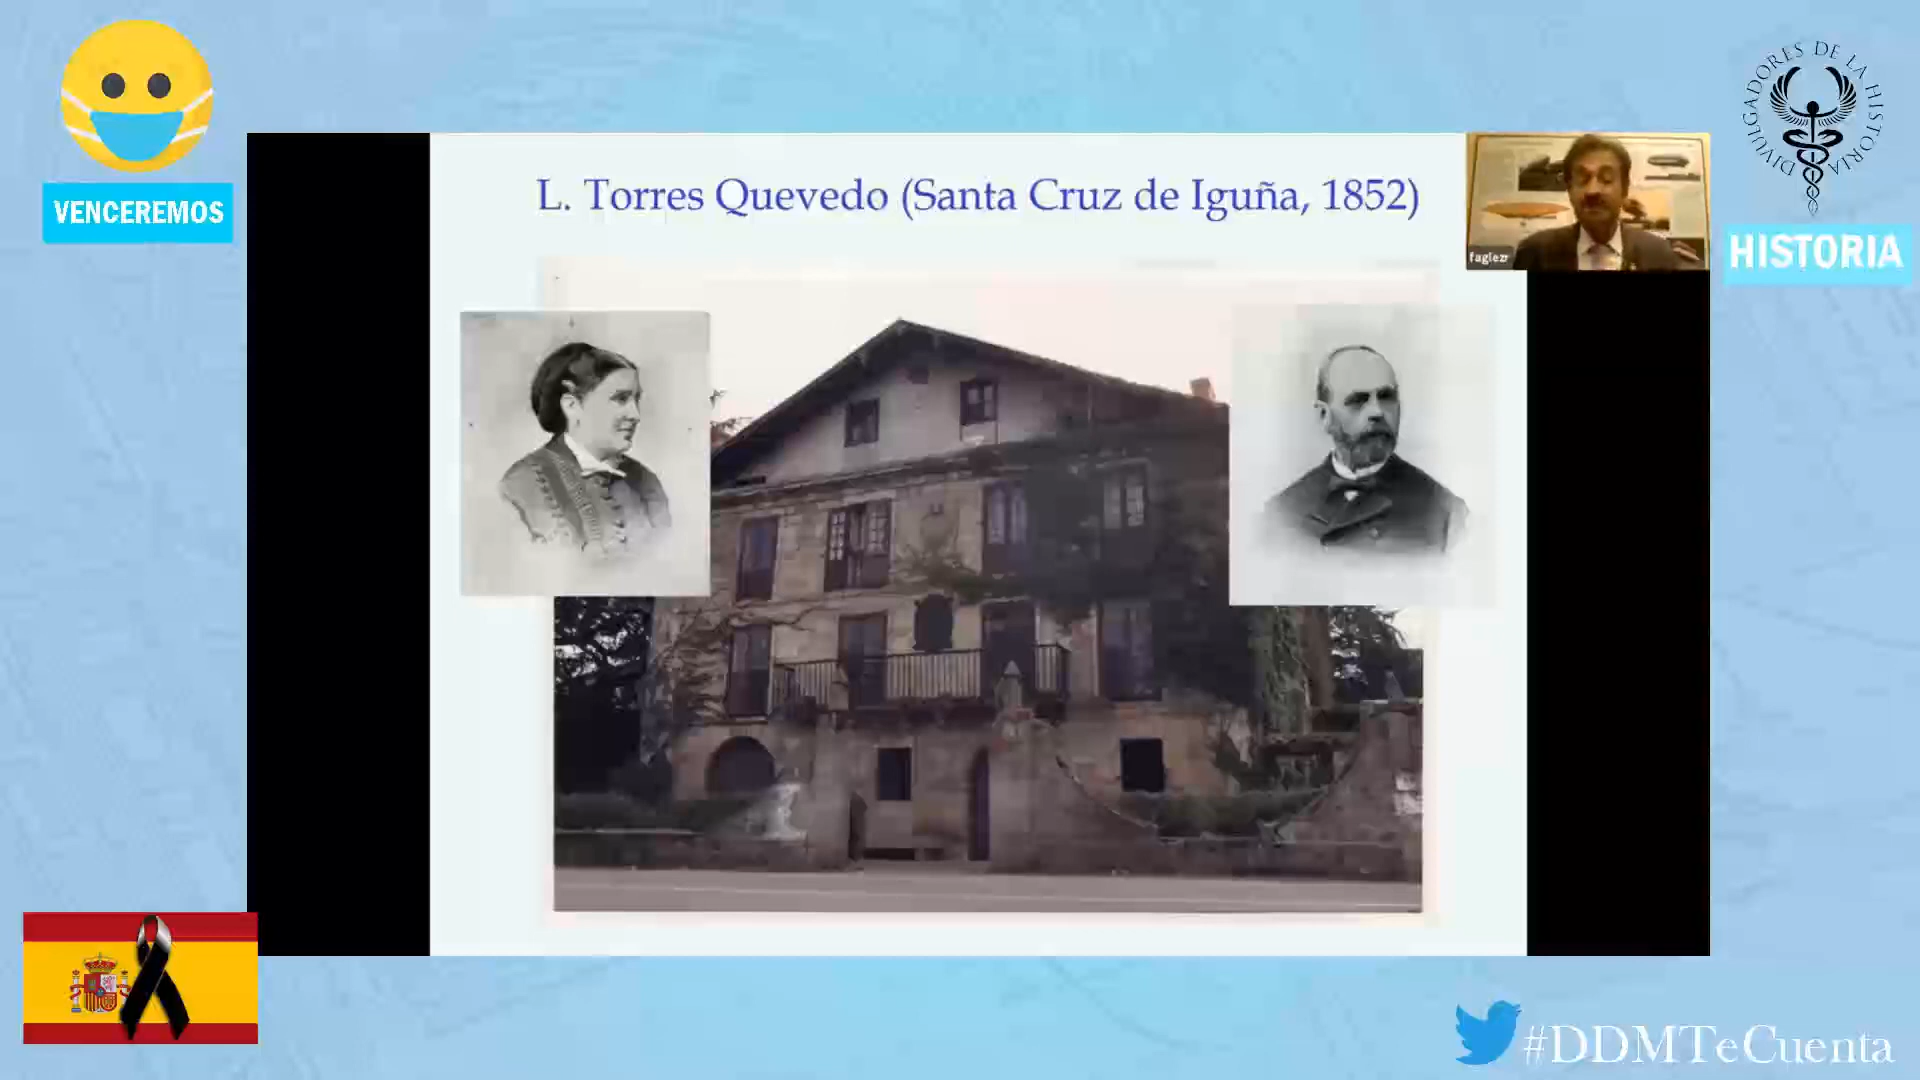 VENCEREMOS
L. Torres Quevedo (Santa Cruz de Iguña, 1852)
faglezr
DIVULGADORES DE LA HISTORIA
HISTORIA
#DDMTeCuenta